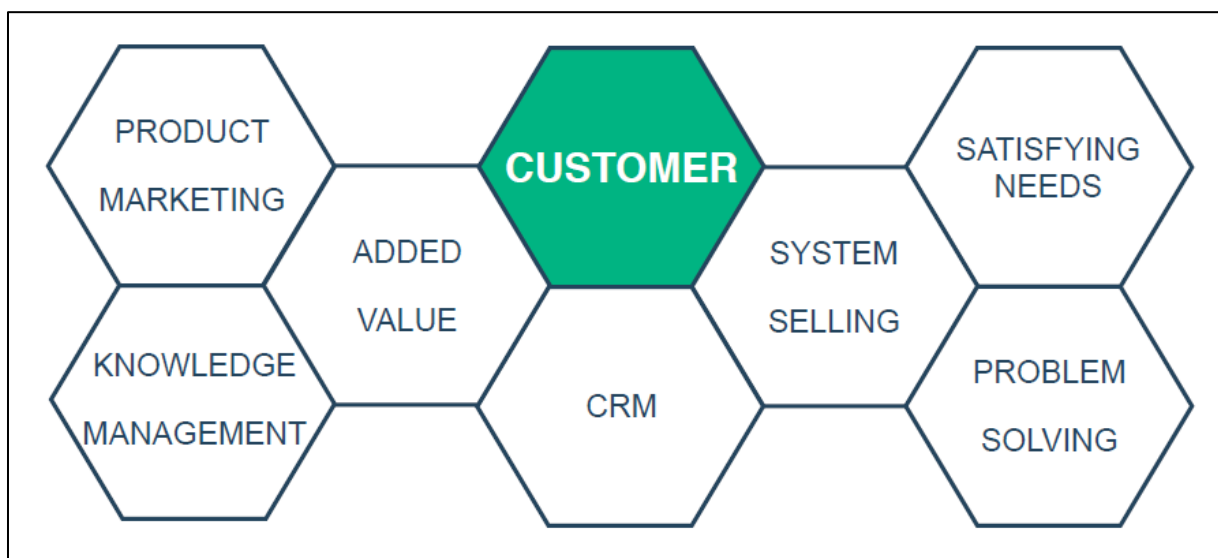 PRODUCT
MARKETING
KNOWLEDGE
MANAGEMENT
ADDED
VALUE
CUSTOMER
CRM
SYSTEM
SELLING
SATISFYING
NEEDS
PROBLEM
SOLVING